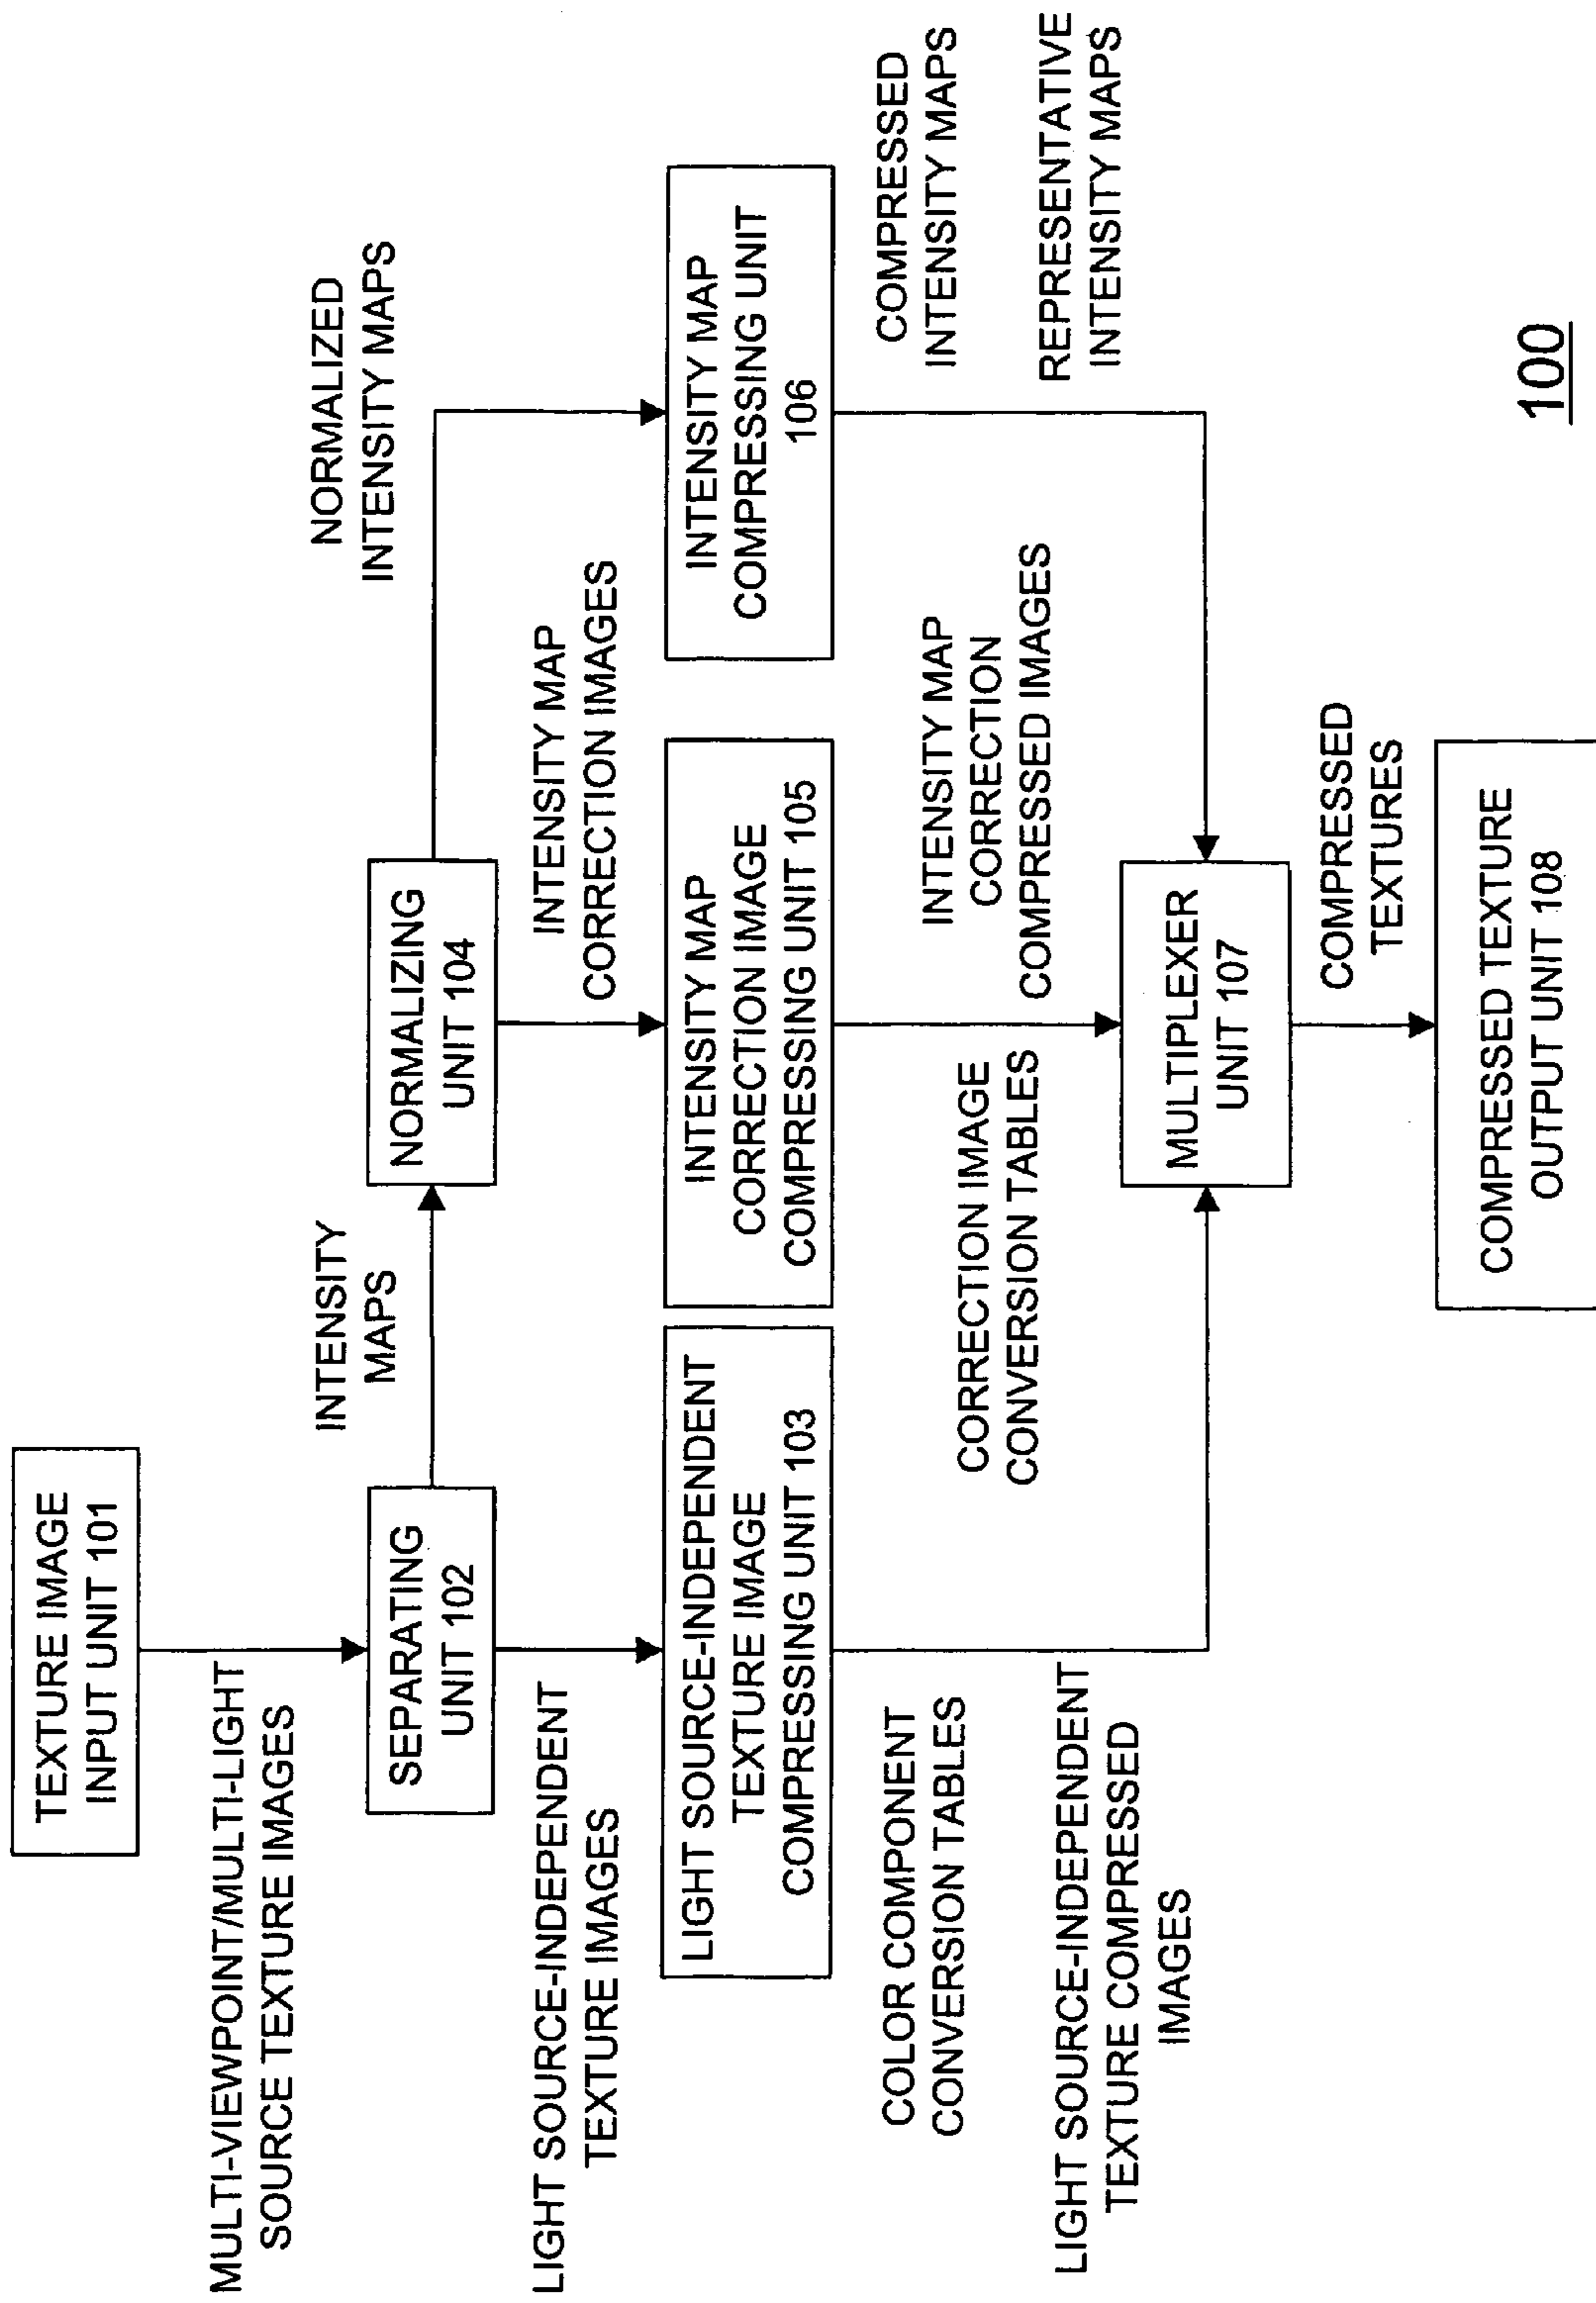 TEXTURE IMAGE
INPUT UNIT 101
MULTI-VIEWPOINT/MULTI-LIGHT
SOURCE TEXTURE IMAGES
SEPARATING
UNIT 102
INTENSITY
MAPS
NORMALIZING
UNIT 104
NORMALIZED
INTENSITY MAPS
LIGHT SOURCE-INDEPENDENT
TEXTURE IMAGES
INTENSITY MAP
CORRECTION IMAGES
LIGHT SOURCE-INDEPENDENT
TEXTURE IMAGE
COMPRESSING UNIT 103
INTENSITY MAP
CORRECTION IMAGE
COMPRESSING UNIT 105
INTENSITY MAP
COMPRESSING UNIT
106
COLOR COMPONENT
CONVERSION TABLES
LIGHT SOURCE-INDEPENDENT
TEXTURE COMPRESSED
IMAGES
CORRECTION IMAGE
CONVERSION TABLES
INTENSITY MAP
CORRECTION
COMPRESSED IMAGES
COMPRESSED
INTENSITY MAPS
REPRESENTATIVE
INTENSITY MAPS
MULTIPLEXER
UNIT 107
COMPRESSED
TEXTURES
COMPRESSED TEXTURE
OUTPUT UNIT 108
100